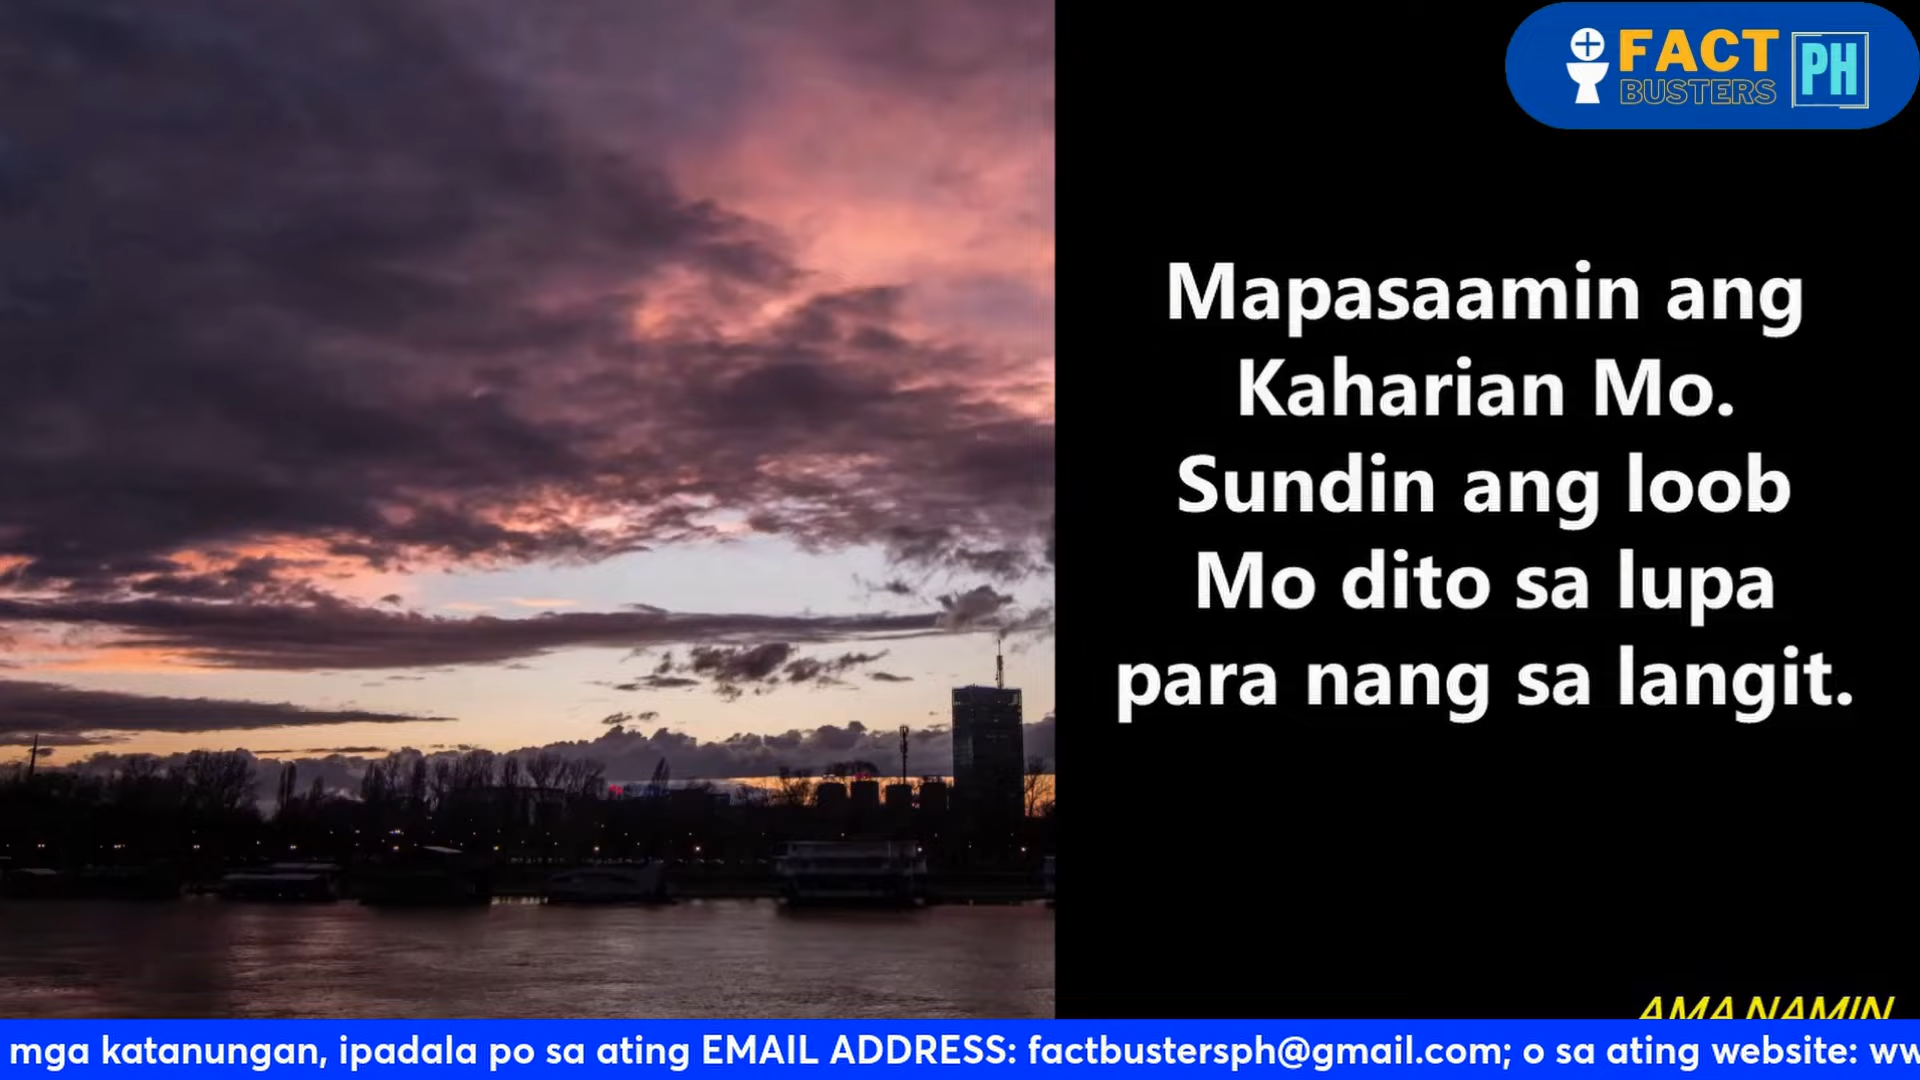 FACT
BUSTERS
PH
Mapasaamin ang
Kaharian Mo.
Sundin ang loob
Mo dito sa lupa
para nang sa langit.
AMA NAMIN
mga katanungan, ipadala po sa ating EMAIL ADDRESS: factbustersph@gmail.com; o sa ating website: